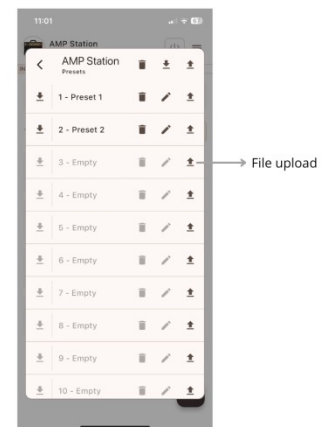 11:01
AMP Station
AMP Station
Presets
1 - Preset 1
2 - Preset 2
3 - Empty
File upload
4 - Empty
5 - Empty
6 - Empty
7 - Empty
8 - Empty
9 - Empty
10 - Empty